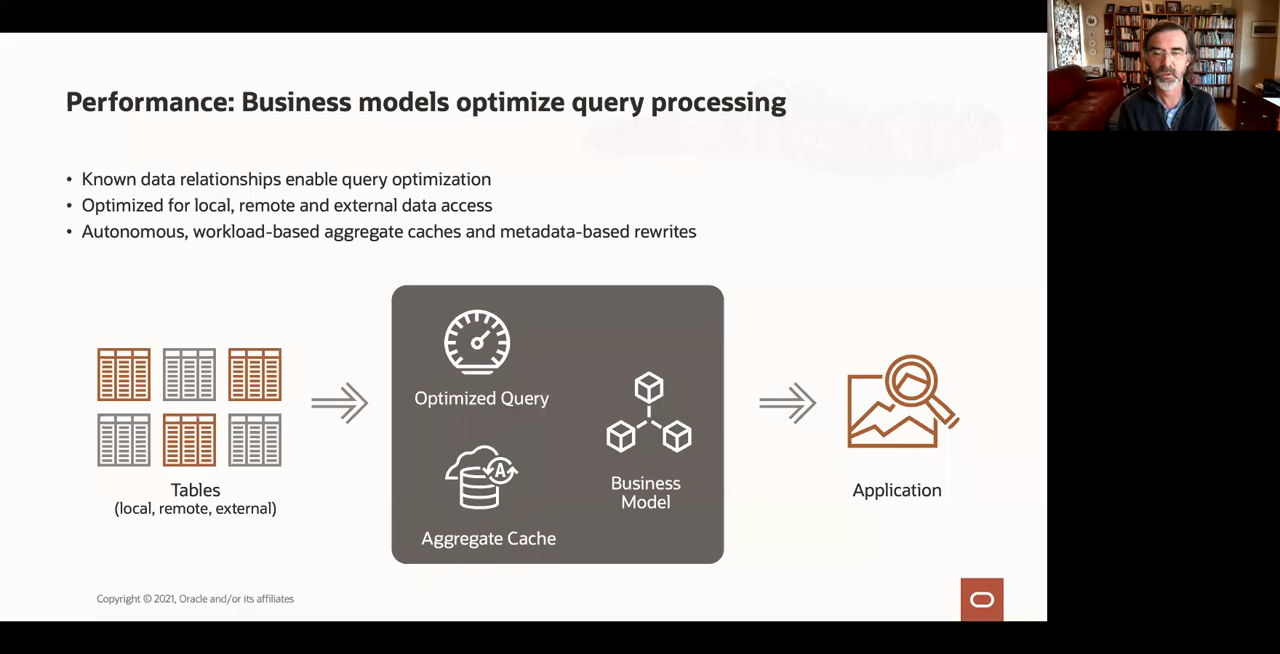 Performance: Business models optimize query processing
• Known data relationships enable query optimization
• Optimized for local, remote and external data access
• Autonomous, workload-based aggregate caches and metadata-based rewrites
Optimized Query
A
Aggregate Cache
Business
Model
Tables
(local, remote, external)
Application
Copyright © 2021, Oracle and/or its affiliates